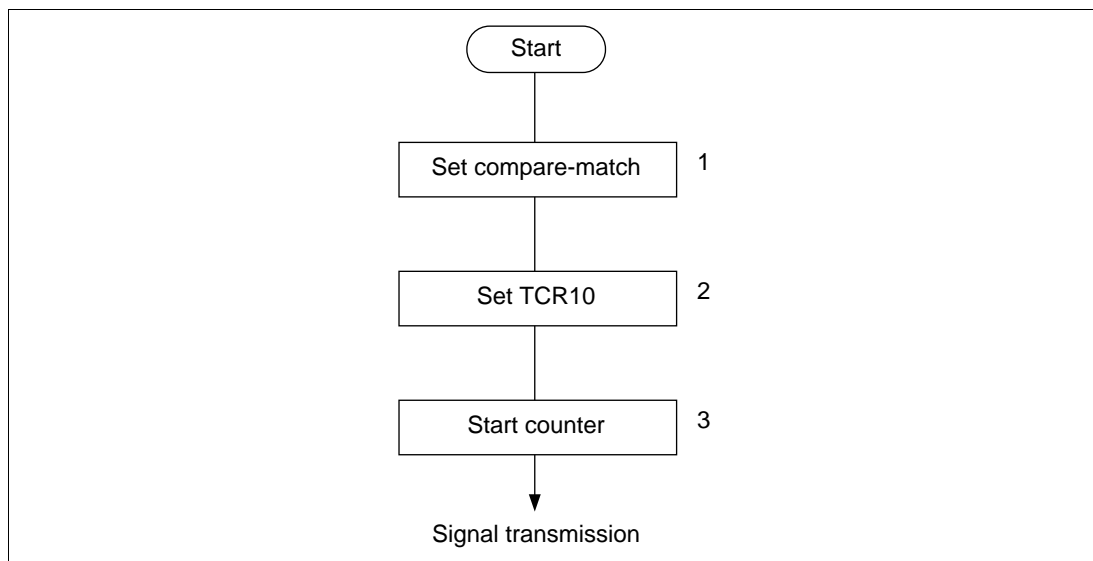 Start
Set compare-match 1
Set TCR10 2
Start counter 3
Signal transmission